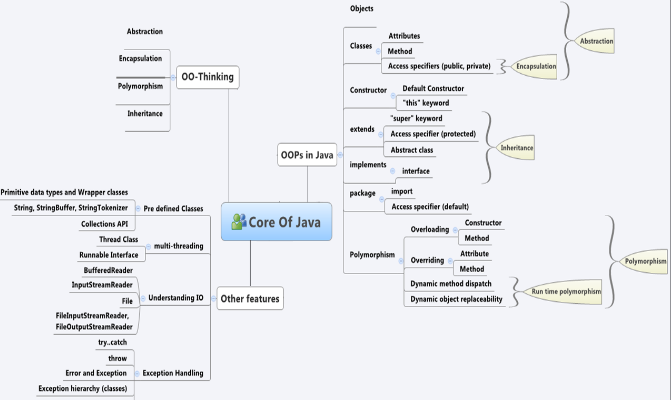 Core Of Java
OO-Thinking
Abstraction
Encapsulation
Polymorphism
Inheritance
OOPs in Java
Objects
Classes
Attributes
Method
Access specifiers (public, private)
Encapsulation
Abstraction
Constructor
Default Constructor
"this" keyword
extends
"super" keyword
Access specifier (protected)
Abstract class
implements
interface
Inheritance
package
import
Access specifier (default)
Polymorphism
Overloading
Constructor
Method
Overriding
Attribute
Method
Dynamic method dispatch
Dynamic object replaceability
Run time polymorphism
Polymorphism
Other features
Pre defined Classes
Primitive data types and Wrapper classes
String, StringBuffer, StringTokenizer
Collections API
multi-threading
Thread Class
Runnable Interface
Understanding IO
BufferedReader
InputStreamReader
File
FileInputStreamReader,
FileOutputStreamReader
Exception Handling
try..catch
throw
Error and Exception
Exception hierarchy (classes)